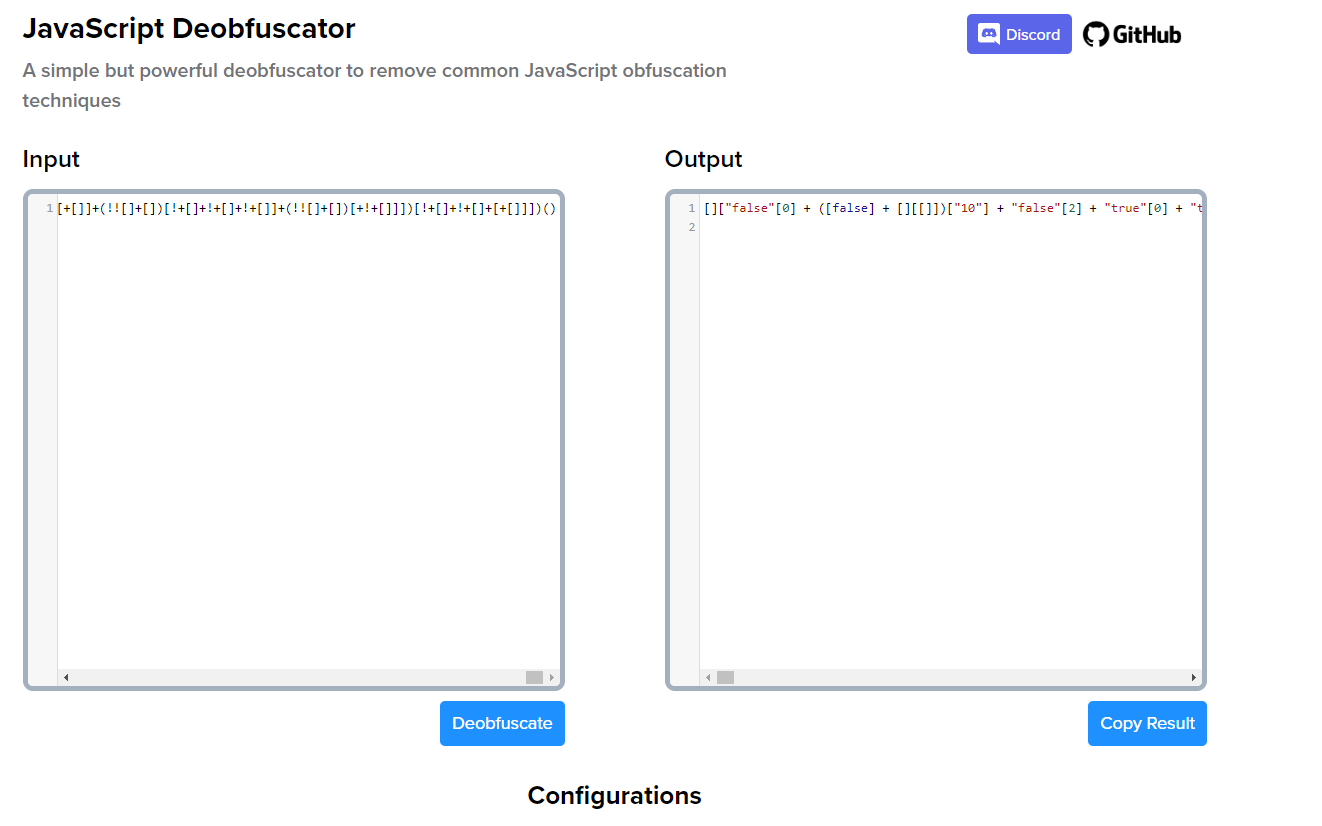 JavaScript Deobfuscator
Discord
GitHub
A simple but powerful deobfuscator to remove common JavaScript obfuscation
techniques
Input
Output
1 [+[]]+(!![]+[])[!+[]+!+[]+!+[]]+(!![]+[])[+!+[]]])[!+[]+!+[]+[+[]]])()
1 []["false"[0] + ([false] + [][[]])["10"] + "false"[2] + "true"[0] + "t
2
Deobfuscate
Copy Result
Configurations